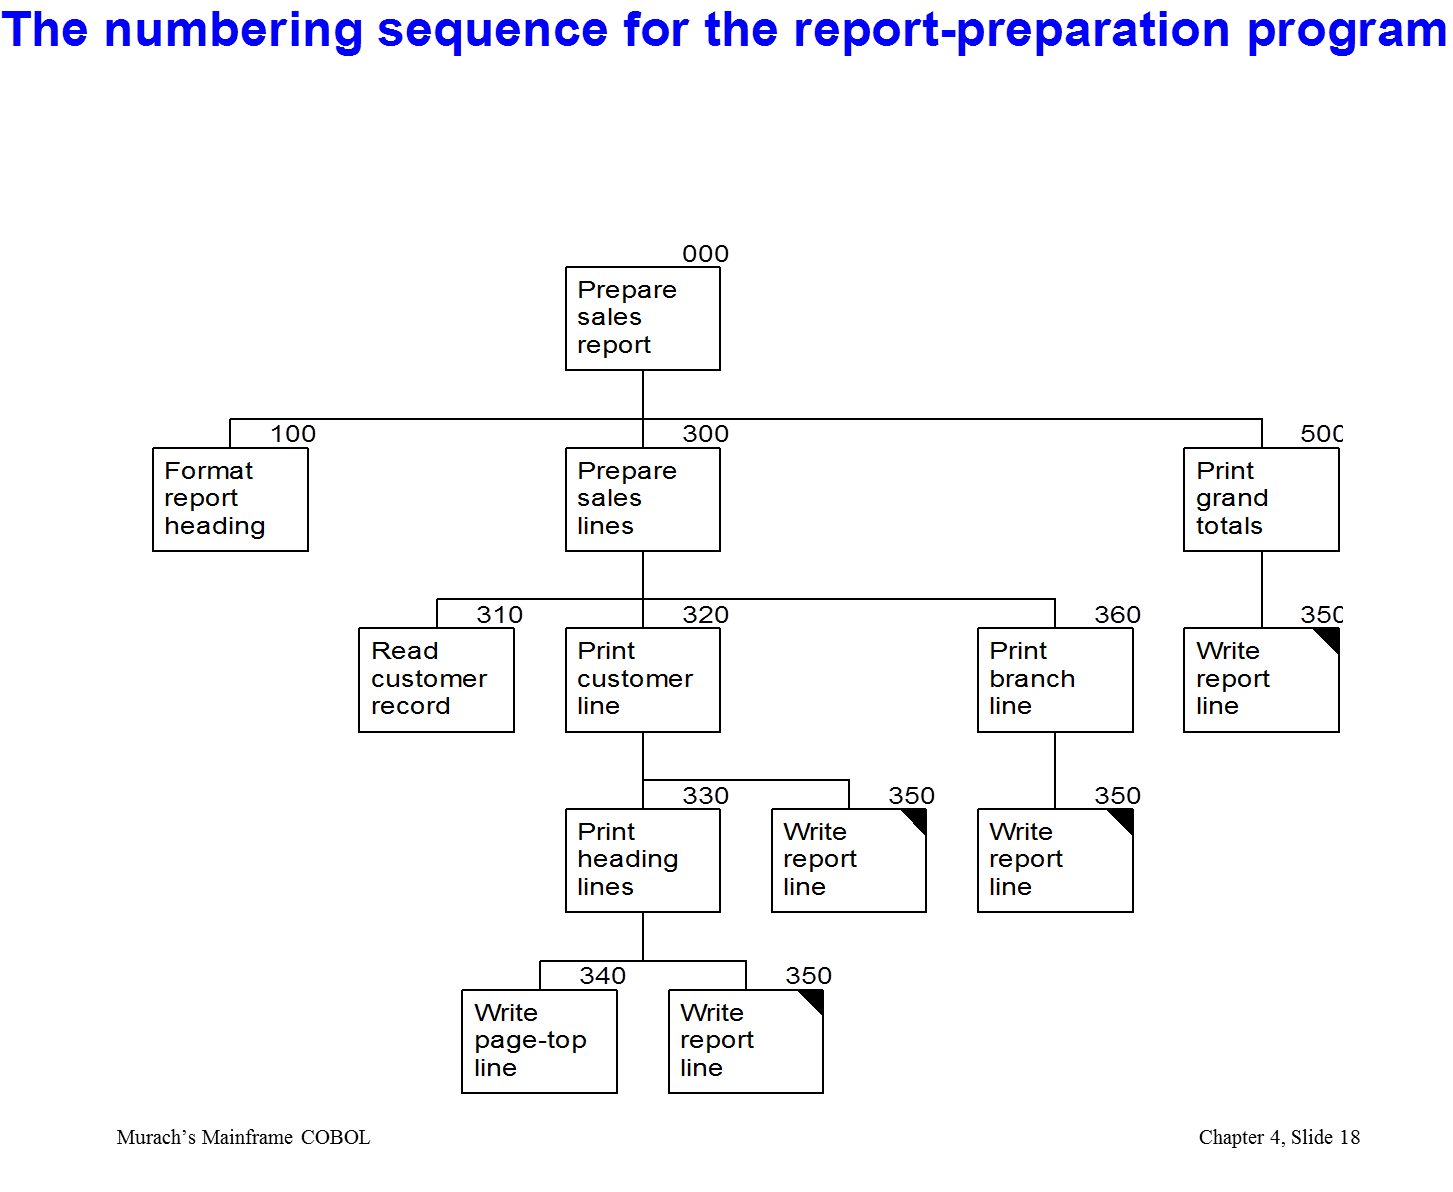 The numbering sequence for the report-preparation program
000
Prepare
sales
report
100
Format
report
heading
300
Prepare
sales
lines
500
Print
grand
totals
310
Read
customer
record
320
Print
customer
line
360
Print
branch
line
350
Write
report
line
330
Print
heading
lines
350
Write
report
line
350
Write
report
line
340
Write
page-top
line
350
Write
report
line
Murach’s Mainframe COBOL
Chapter 4, Slide 18